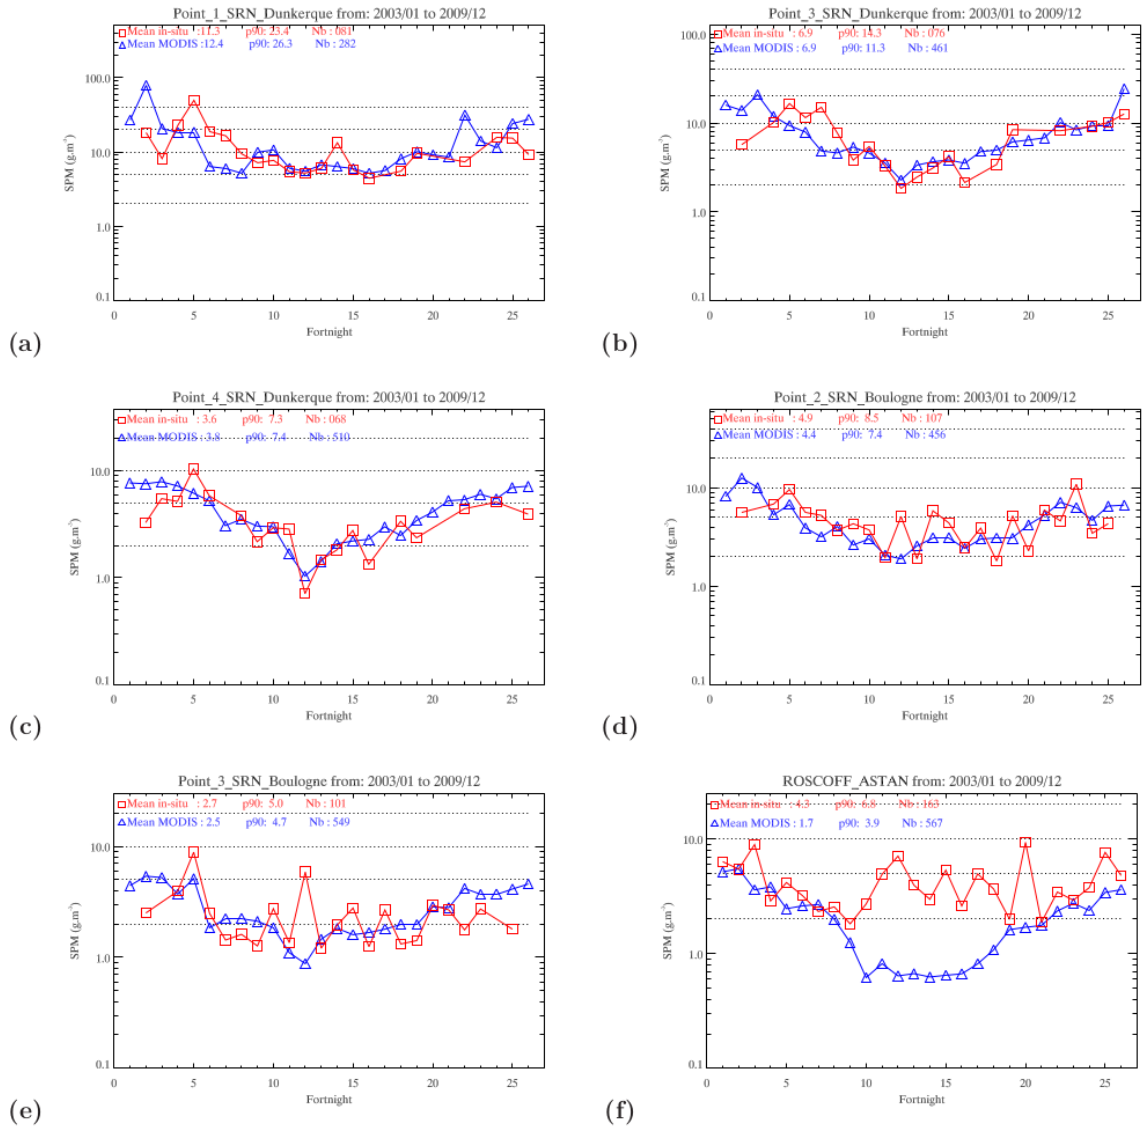 Point_1_SRN_Dunkerque from: 2003/01 to 2009/12
Mean in-situ : 11.3 p90: 23.4 Nb : 081
Mean MODIS : 12.4 p90: 26.3 Nb : 282
100.0
10.0
1.0
0.1
SPM (g.m⁻³)
0 5 10 15 20 25
Fortnight
(a)
Point_3_SRN_Dunkerque from: 2003/01 to 2009/12
Mean in-situ : 6.9 p90: 14.3 Nb : 076
Mean MODIS : 6.9 p90: 11.3 Nb : 461
100.0
10.0
1.0
0.1
SPM (g.m⁻³)
0 5 10 15 20 25
Fortnight
(b)
Point_4_SRN_Dunkerque from: 2003/01 to 2009/12
Mean in-situ : 3.6 p90: 7.3 Nb : 068
Mean MODIS : 3.8 p90: 7.4 Nb : 510
10.0
1.0
0.1
SPM (g.m⁻³)
0 5 10 15 20 25
Fortnight
(c)
Point_2_SRN_Boulogne from: 2003/01 to 2009/12
Mean in-situ : 4.9 p90: 8.5 Nb : 107
Mean MODIS : 4.4 p90: 7.4 Nb : 456
10.0
1.0
0.1
SPM (g.m⁻³)
0 5 10 15 20 25
Fortnight
(d)
Point_3_SRN_Boulogne from: 2003/01 to 2009/12
Mean in-situ : 2.7 p90: 5.0 Nb : 101
Mean MODIS : 2.5 p90: 4.7 Nb : 549
10.0
1.0
0.1
SPM (g.m⁻³)
0 5 10 15 20 25
Fortnight
(e)
ROSCOFF_ASTAN from: 2003/01 to 2009/12
Mean in-situ : 4.3 p90: 6.8 Nb : 163
Mean MODIS : 1.7 p90: 3.9 Nb : 567
10.0
1.0
0.1
SPM (g.m⁻³)
0 5 10 15 20 25
Fortnight
(f)